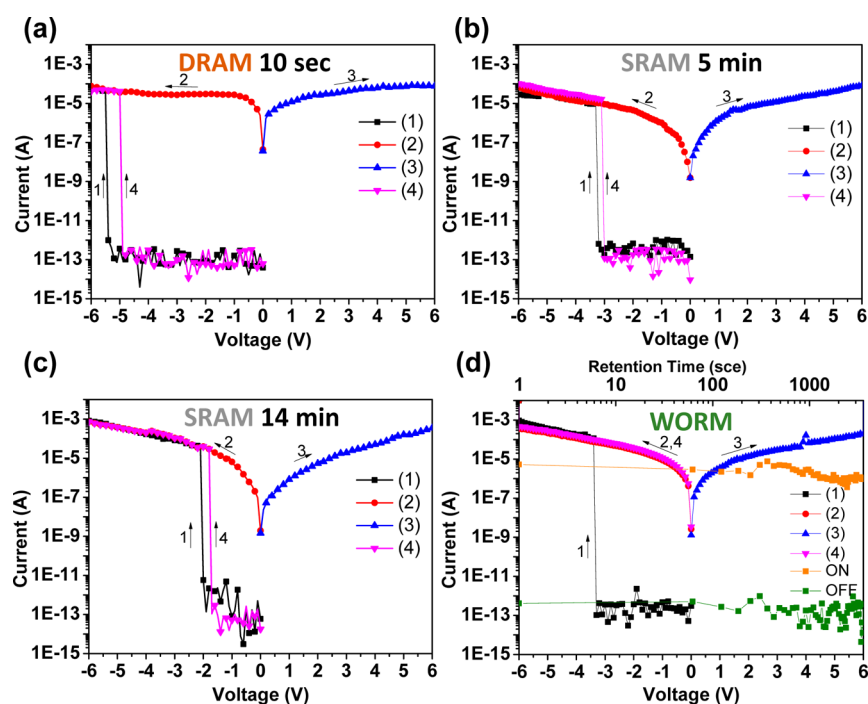 (a)
DRAM 10 sec
1E-3
1E-5
1E-7
1E-9
1E-11
1E-13
1E-15
Current (A)
2
3
1
4
(1)
(2)
(3)
(4)
-6 -5 -4 -3 -2 -1 0 1 2 3 4 5 6
Voltage (V)
(b)
SRAM 5 min
1E-3
1E-5
1E-7
1E-9
1E-11
1E-13
1E-15
Current (A)
2
3
1
4
(1)
(2)
(3)
(4)
-6 -5 -4 -3 -2 -1 0 1 2 3 4 5 6
Voltage (V)
(c)
SRAM 14 min
1E-3
1E-5
1E-7
1E-9
1E-11
1E-13
1E-15
Current (A)
2
3
1
4
(1)
(2)
(3)
(4)
-6 -5 -4 -3 -2 -1 0 1 2 3 4 5 6
Voltage (V)
(d)
Retention Time (sce)
1 10 100 1000
WORM
1E-3
1E-5
1E-7
1E-9
1E-11
1E-13
1E-15
Current (A)
2,4
3
1
(1)
(2)
(3)
(4)
ON
OFF
-6 -5 -4 -3 -2 -1 0 1 2 3 4 5 6
Voltage (V)